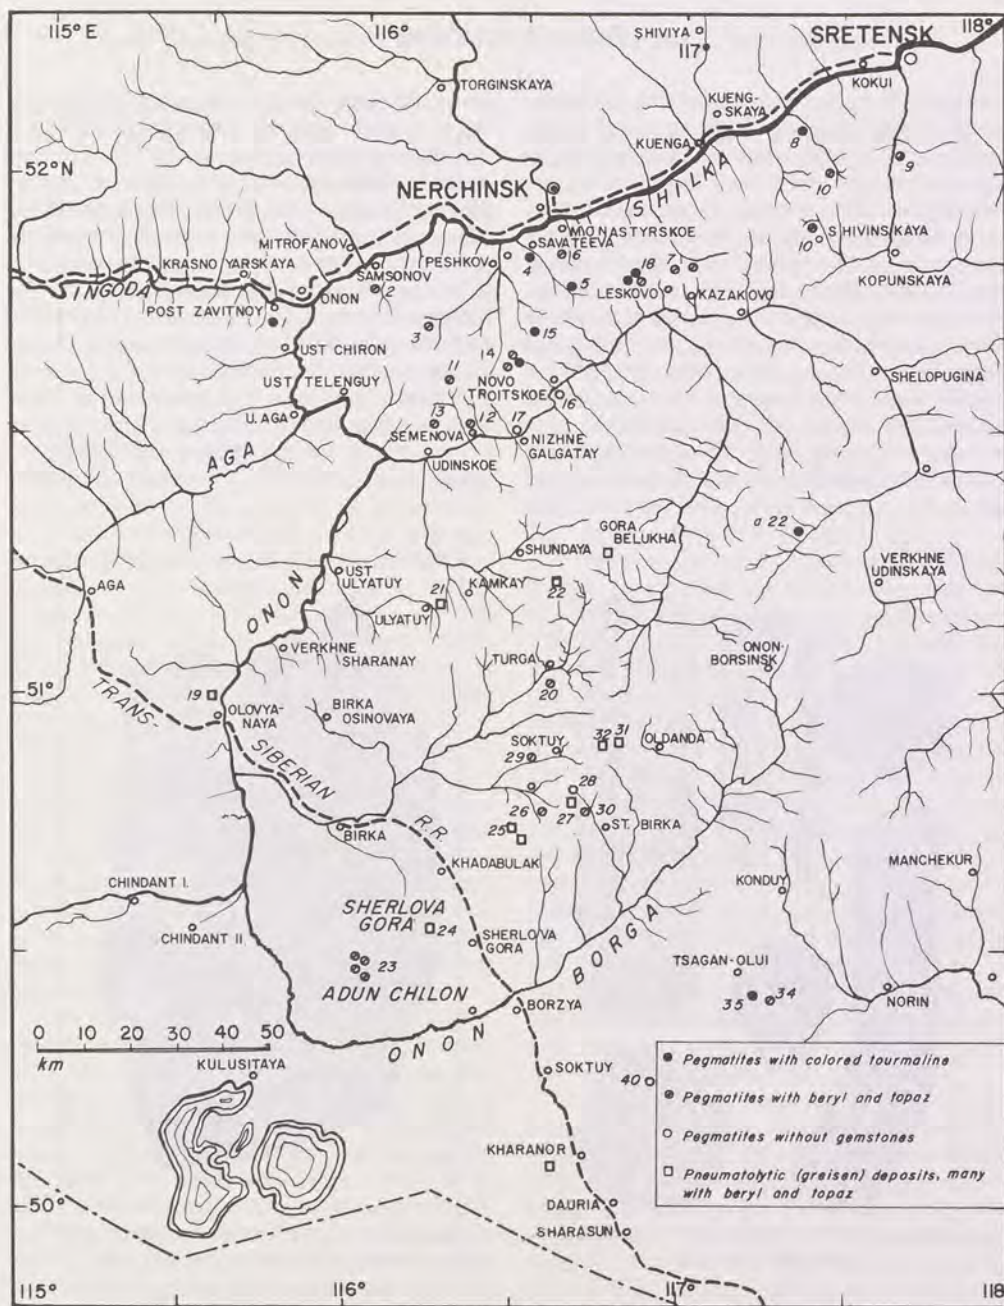 115° E
116°
118°
SHIVIYA
117°
SRETENSK
KOKUI
TORGINSKAYA
KUENG-
SKAYA
KUENGA
8
52° N
9
10
NERCHINSK
SHILKA
MONASTYRSKOE
10
SHIVINSKAYA
MITROFANOV
SAVATEEVA
KRASNO YARSKAYA
SAMSONOV
PESHKOV
4
6
18
7
KOPUNSKAYA
INGODA
ONON
2
5
LESKOVO
KAZAKOVO
POST ZAVITNOY
1
3
15
UST CHIRON
14
11
NOVO
TROITSKOE
SHELOPUGINA
UST TELENGUY
16
U. AGA
13
12
17
SEMENOVA
NIZHNE
GALGATAY
AGA
UDINSKOE
a 22
GORA
BELUKHA
SHUNDAYA
VERKHNE
UDINSKAYA
UST
ULYATUY
KAMKAY
AGA
21
22
ULYATUY
ONON
VERKHNE
SHARANAY
TURGA
ONON-
BORSINSK
51°
19
20
TRANS-
OLOVYA-
NAYA
BIRKA
OSINOVAYA
SOKTUY
32
31
OLDANDA
29
SIBERIAN
28
26
27
30
ST. BIRKA
BIRKA
R.R.
25
KHADABULAK
KONDUY
MANCHEKUR
CHINDANT I.
SHERLOVA
GORA
24
SHERLOVA
GORA
CHINDANT II
BORGA
TSAGAN-OLUI
23
ADUN CHILON
35
34
NORIN
BORZYA
0 10 20 30 40 50
km
ONON
KULUSITAYA
SOKTUY
40
Pegmatites with colored tourmaline
Pegmatites with beryl and topaz
Pegmatites without gemstones
Pneumatolytic (greisen) deposits, many
with beryl and topaz
KHARANOR
50°
DAURIA
SHARASUN
115°
116°
117°
118